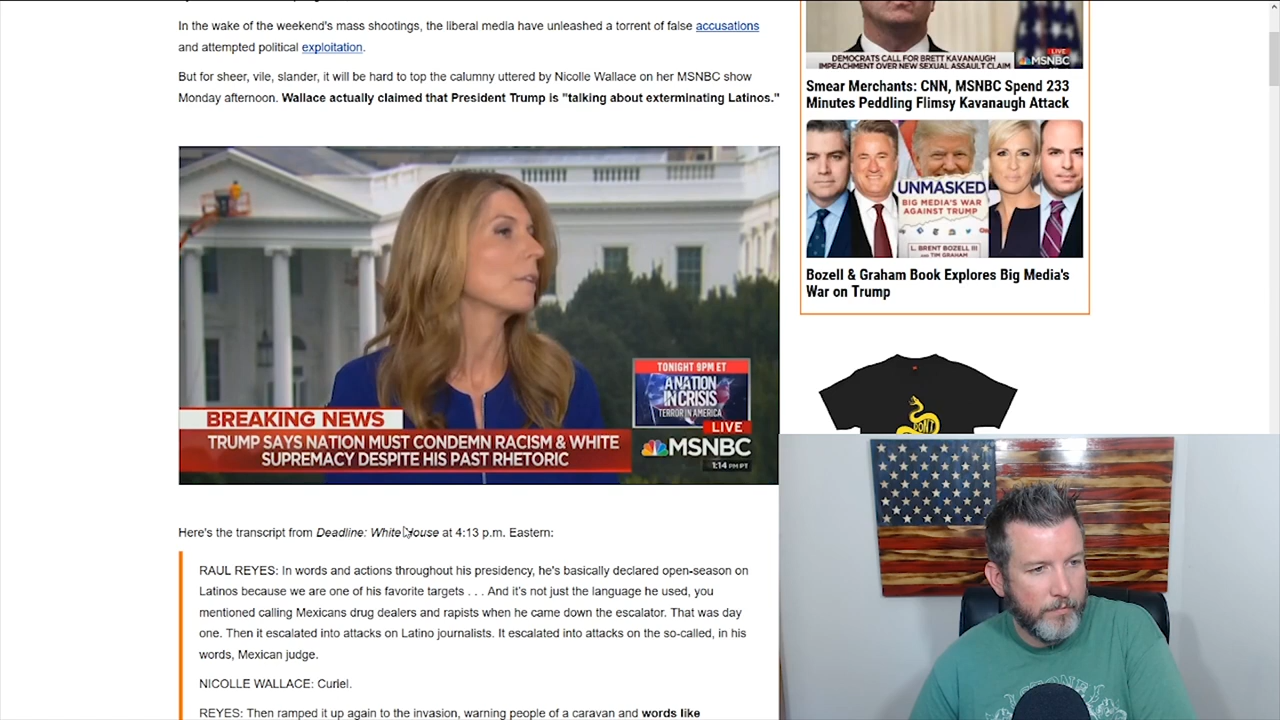 In the wake of the weekend's mass shootings, the liberal media have unleashed a torrent of false accusations
and attempted political exploitation.
But for sheer, vile, slander, it will be hard to top the calumny uttered by Nicolle Wallace on her MSNBC show
Monday afternoon. Wallace actually claimed that President Trump is "talking about exterminating Latinos."
TONIGHT 9PM ET
A NATION
IN CRISIS
TERROR IN AMERICA
BREAKING NEWS
LIVE
TRUMP SAYS NATION MUST CONDEMN RACISM & WHITE
SUPREMACY DESPITE HIS PAST RHETORIC
MSNBC
1:14 PM PT
Here's the transcript from Deadline: White House at 4:13 p.m. Eastern:
RAUL REYES: In words and actions throughout his presidency, he's basically declared open-season on
Latinos because we are one of his favorite targets . . . And it's not just the language he used, you
mentioned calling Mexicans drug dealers and rapists when he came down the escalator. That was day
one. Then it escalated into attacks on Latino journalists. It escalated into attacks on the so-called, in his
words, Mexican judge.
NICOLLE WALLACE: Curiel.
REYES: Then ramped it up again to the invasion, warning people of a caravan and words like
DEMOCRATS CALL FOR BRETT KAVANAUGH
IMPEACHMENT OVER NEW SEXUAL ASSAULT CLAIM
LIVE
MSNBC
Smear Merchants: CNN, MSNBC Spend 233
Minutes Peddling Flimsy Kavanaugh Attack
UNMASKED
BIG MEDIA'S WAR
AGAINST TRUMP
L. BRENT BOZELL III
AND TIM GRAHAM
Bozell & Graham Book Explores Big Media's
War on Trump
DON'T